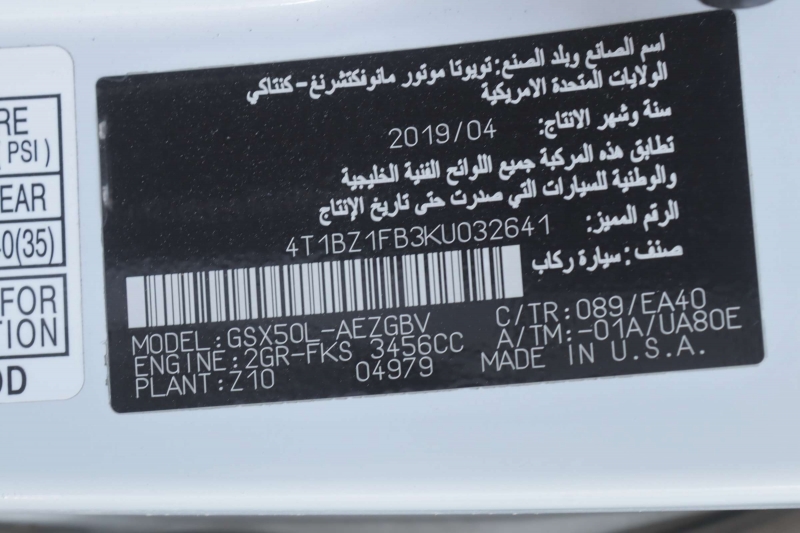 RE
(PSI)
EAR
0(35)
FOR
TION
OD
اسم الصانع وبلد الصنع: تويوتا موتور مانوفكتشرنغ - كنتاكي
الولايات المتحدة الامريكية
سنة وشهر الانتاج: 2019/04
تطابق هذه المركبة جميع اللوائح الفنية الخليجية
والوطنية للسيارات التي صدرت حتى تاريخ الإنتاج
الرقم المميز: 4T1BZ1FB3KU032641
صنف: سيارة ركاب
MODEL:GSX50L-AEZGBV C/TR:089/EA40
ENGINE:2GR-FKS 3456CC A/TM:-01A/UA80E
PLANT:Z10 04979 MADE IN U.S.A.